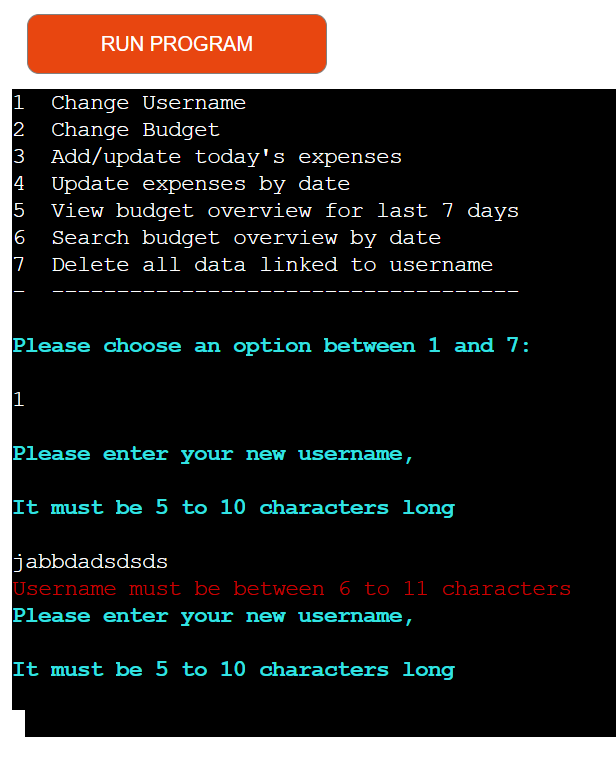 RUN PROGRAM
1  Change Username
2  Change Budget
3  Add/update today's expenses
4  Update expenses by date
5  View budget overview for last 7 days
6  Search budget overview by date
7  Delete all data linked to username
-  ------------------------------------
Please choose an option between 1 and 7:
1
Please enter your new username,
It must be 5 to 10 characters long
jabbdadsdsds
Username must be between 6 to 11 characters
Please enter your new username,
It must be 5 to 10 characters long